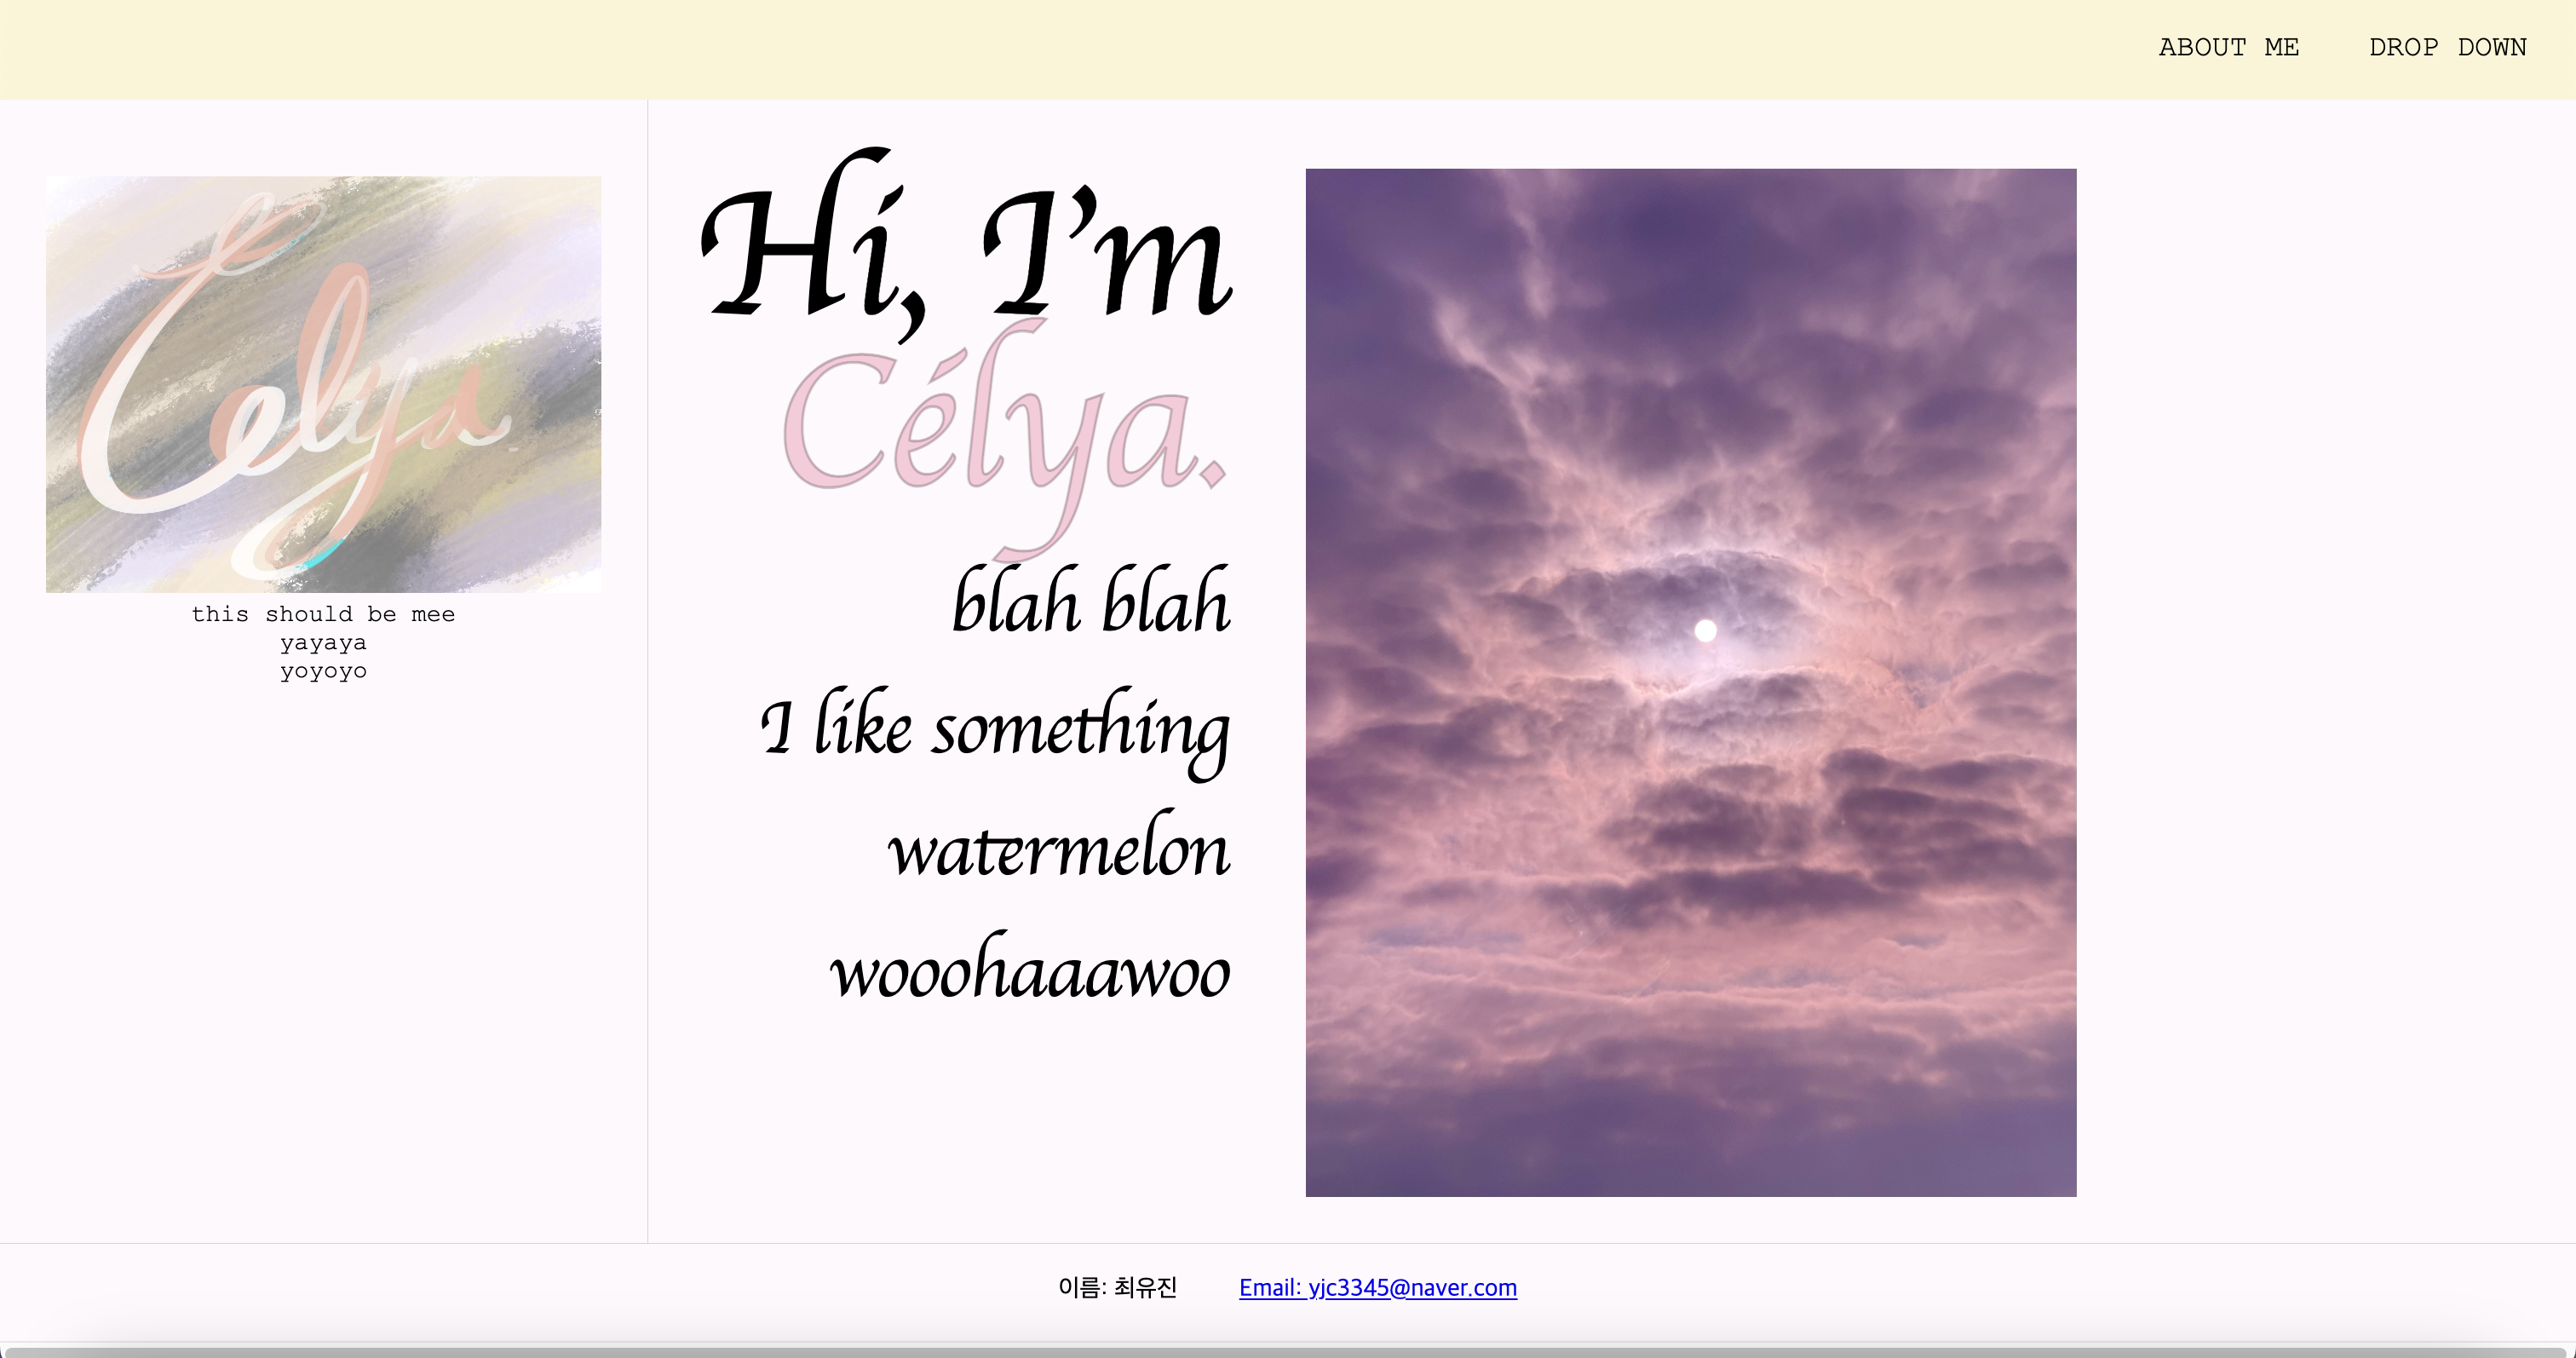 ABOUT ME DROP DOWN
Celya
this should be mee
yayaya
yoyoyo
Hi, I'm
Célya.
blah blah
I like something
watermelon
wooohaaawoo
이름: 최유진 Email: yjc3345@naver.com